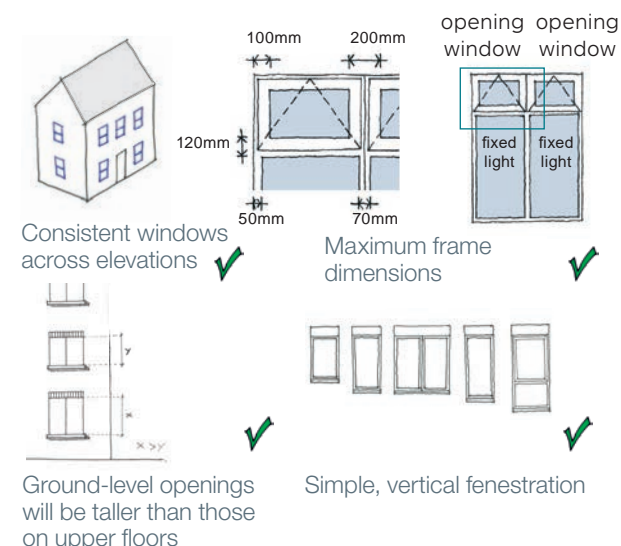 opening opening
window window
100mm 200mm
120mm
fixed fixed
light light
50mm 70mm
Consistent windows
across elevations
Maximum frame
dimensions
y
x
x>y
Ground-level openings
will be taller than those
on upper floors
Simple, vertical fenestration